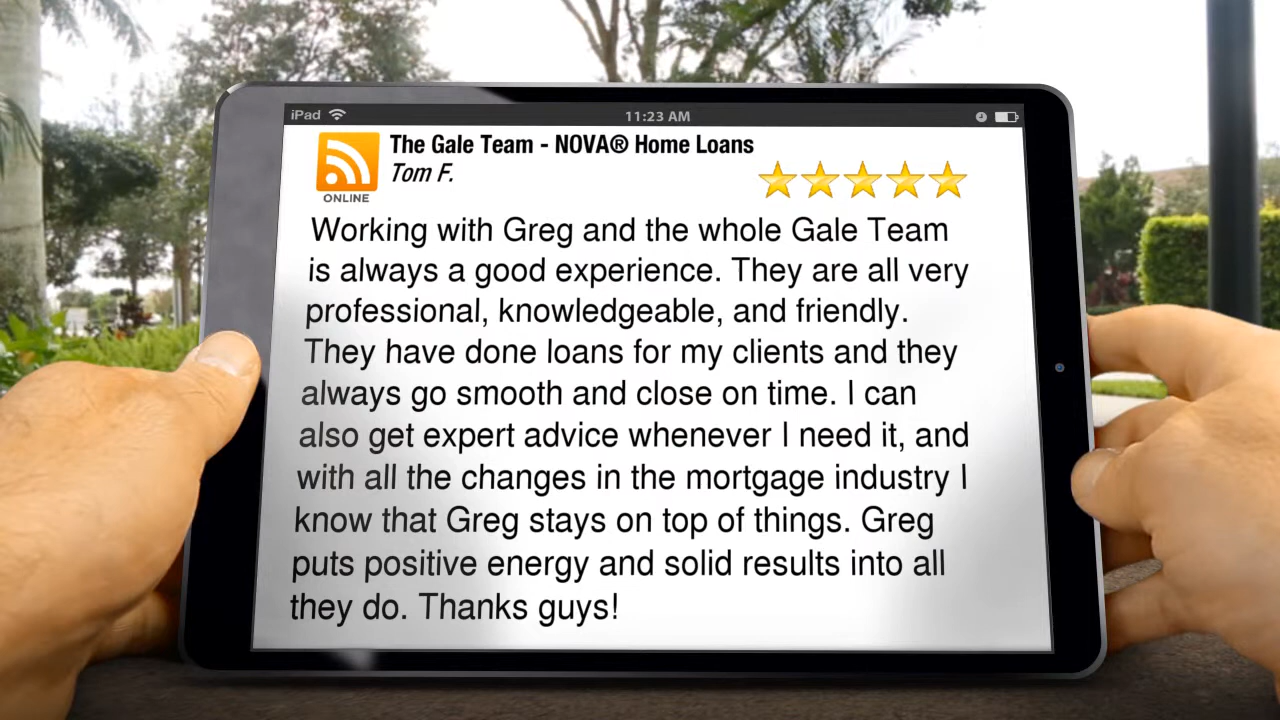 iPad 11:23 AM
The Gale Team - NOVA® Home Loans
Tom F.
ONLINE
Working with Greg and the whole Gale Team
is always a good experience. They are all very
professional, knowledgeable, and friendly.
They have done loans for my clients and they
always go smooth and close on time. I can
also get expert advice whenever I need it, and
with all the changes in the mortgage industry I
know that Greg stays on top of things. Greg
puts positive energy and solid results into all
they do. Thanks guys!